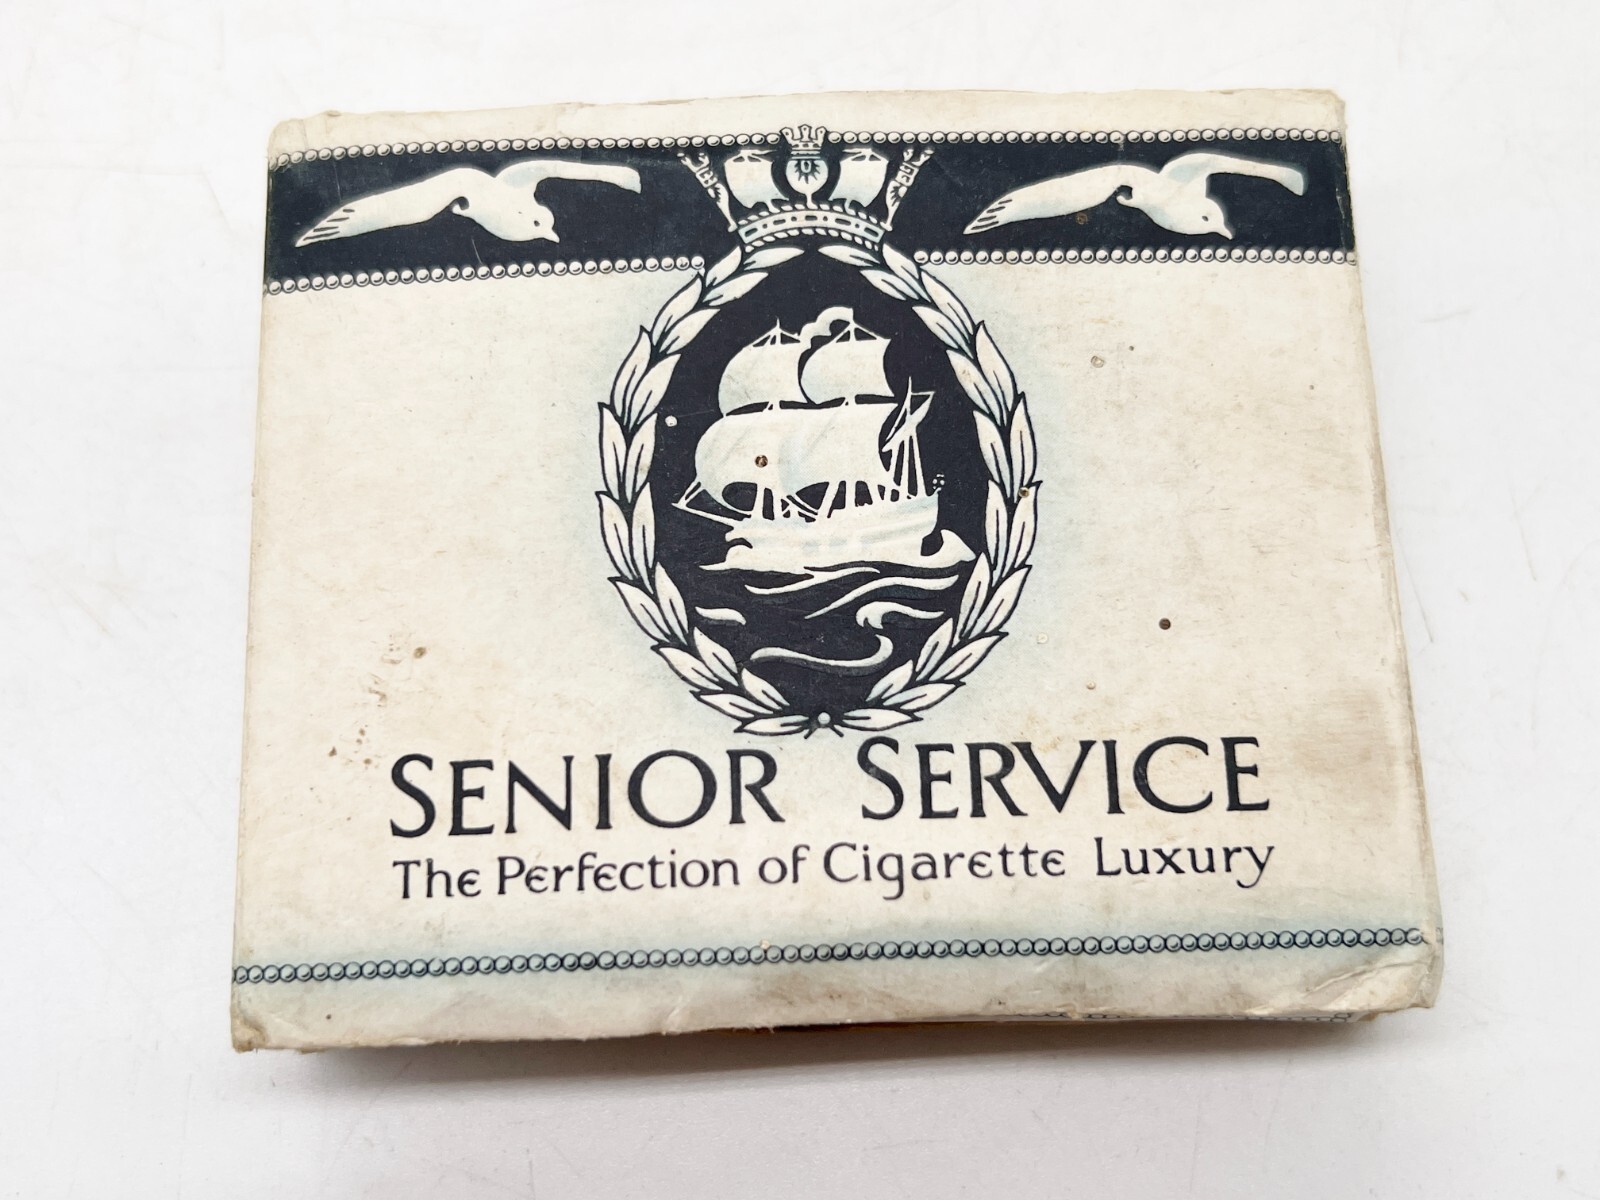 SENIOR SERVICE
The Perfection of Cigarette Luxury